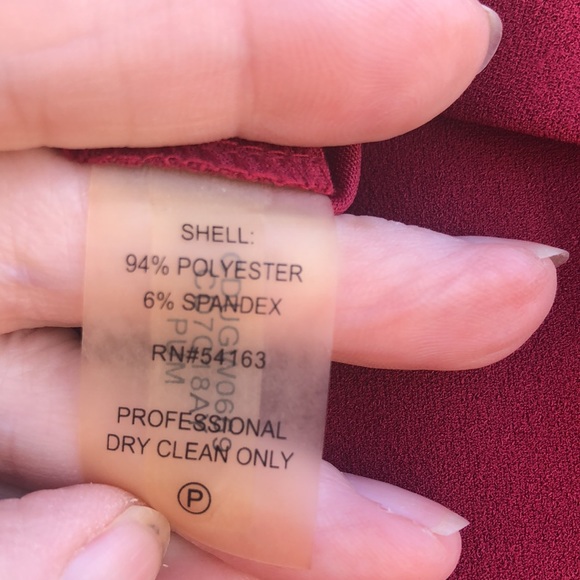 SHELL:
94% POLYESTER
6% SPANDEX
RN#54163
PROFESSIONAL
DRY CLEAN ONLY
P